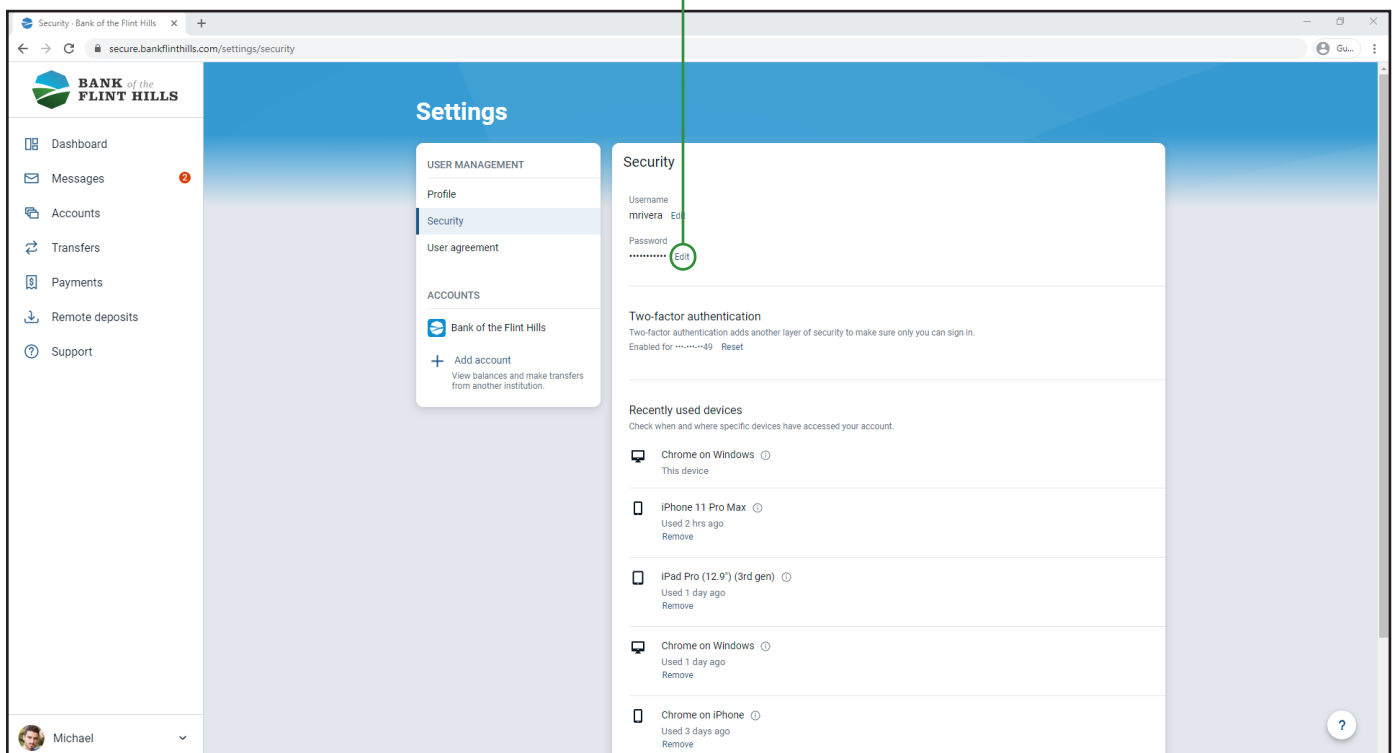 Security - Bank of the Flint Hills
secure.bankflinthills.com/settings/security
Gu...
BANK of the
FLINT HILLS
Dashboard
Messages 2
Accounts
Transfers
Payments
Remote deposits
Support
Michael
Settings
USER MANAGEMENT
Profile
Security
User agreement
ACCOUNTS
Bank of the Flint Hills
Add account
View balances and make transfers
from another institution.
Security
Username
mrivera Edit
Password
••••••••••• Edit
Two-factor authentication
Two-factor authentication adds another layer of security to make sure only you can sign in.
Enabled for •••-•••-••49 Reset
Recently used devices
Check when and where specific devices have accessed your account.
Chrome on Windows
This device
iPhone 11 Pro Max
Used 2 hrs ago
Remove
iPad Pro (12.9") (3rd gen)
Used 1 day ago
Remove
Chrome on Windows
Used 1 day ago
Remove
Chrome on iPhone
Used 3 days ago
Remove
?